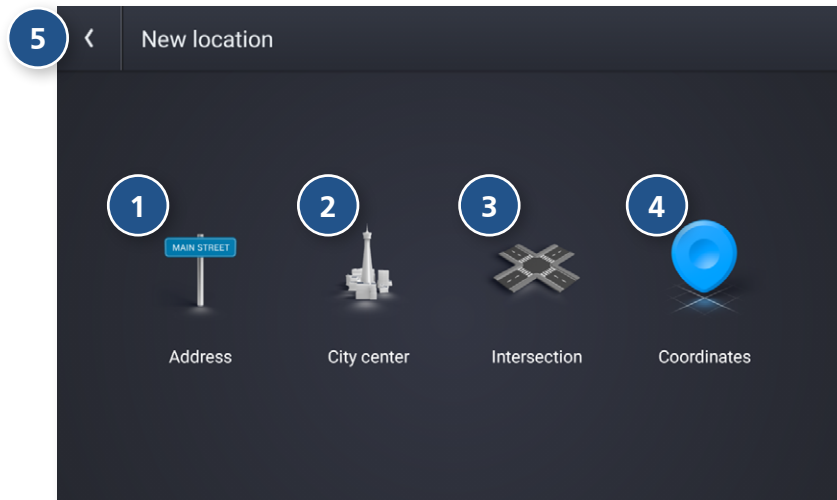 5
New location
1
2
3
4
MAIN STREET
Address
City center
Intersection
Coordinates